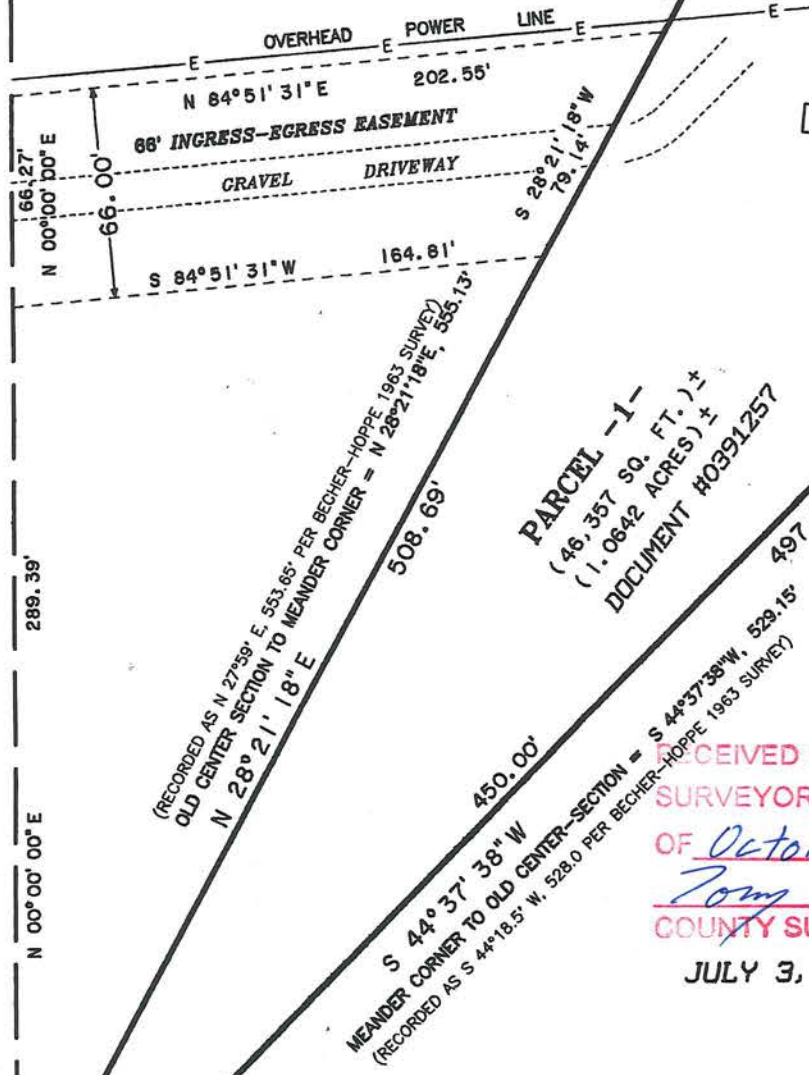 OVERHEAD POWER LINE
E E E E
N 84°51'31"E 202.55'
66' INGRESS-EGRESS EASEMENT
GRAVEL DRIVEWAY
66.27'
N 00°00'00"E
66.00'
S 84°51'31"W 164.81'
S 28°21'18"W
79.14'
(RECORDED AS N 27°59' E, 553.65' PER BECHER-HOPPE 1963 SURVEY)
OLD CENTER SECTION TO MEANDER CORNER = N 28°21'18"E, 555.13'
N 28°21'18"E
508.69'
PARCEL -1-
(46,357 SQ. FT.)±
(1.0642 ACRES)±
DOCUMENT #0391257
289.39'
N 00°00'00"E
497
450.00'
S 44°37'38"W
MEANDER CORNER TO OLD CENTER-SECTION = S 44°37'38"W, 529.15'
(RECORDED AS S 44°18.5' W, 528.0 PER BECHER-HOPPE 1963 SURVEY)
RECEIVED
SURVEYOR
OF Octo
Tom
COUNTY SU
JULY 3,